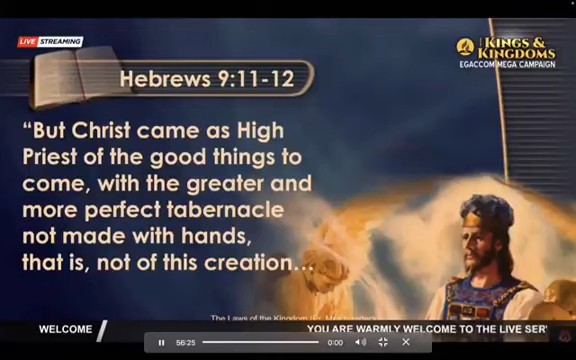 LIVE STREAMING
KINGS &
KINGDOMS
EGACCOM MEGA CAMPAIGN
Hebrews 9:11-12
“But Christ came as High
Priest of the good things to
come, with the greater and
more perfect tabernacle
not made with hands,
that is, not of this creation...
The Laws of the Kingdom
WELCOME
YOU ARE WARMLY WELCOME TO THE LIVE SER
56:25
0:00